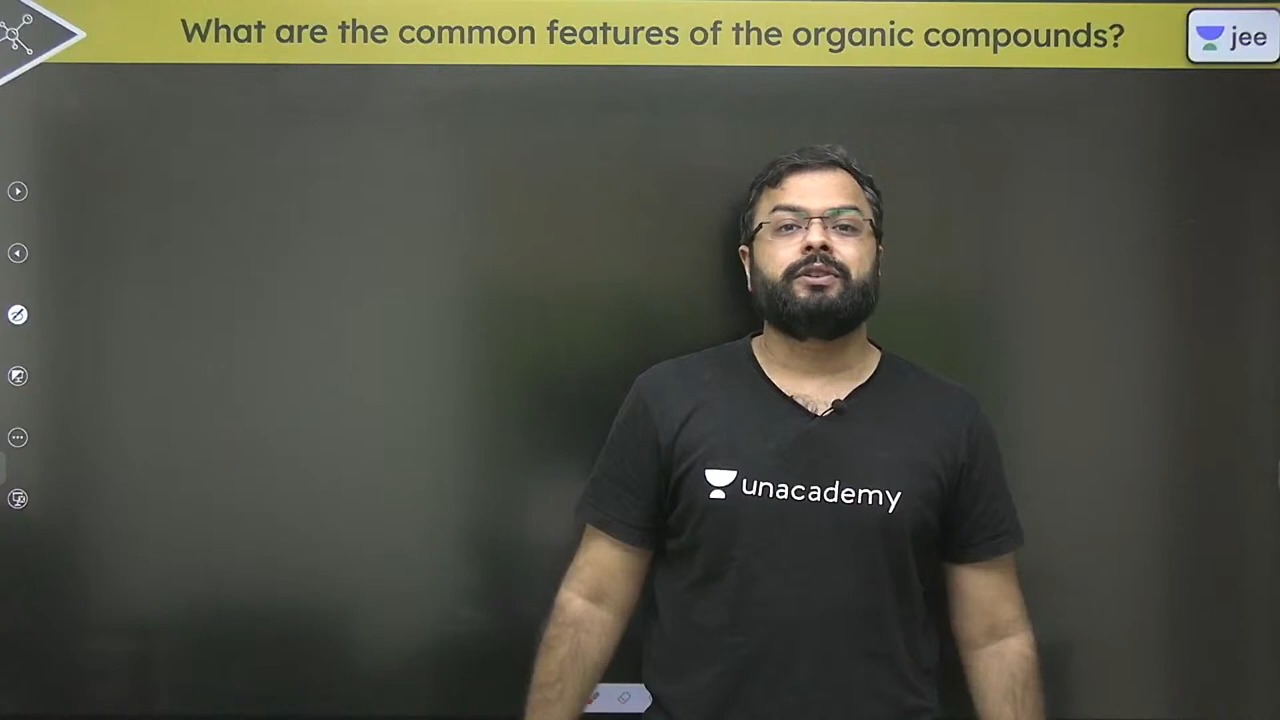 What are the common features of the organic compounds?
jee
unacademy